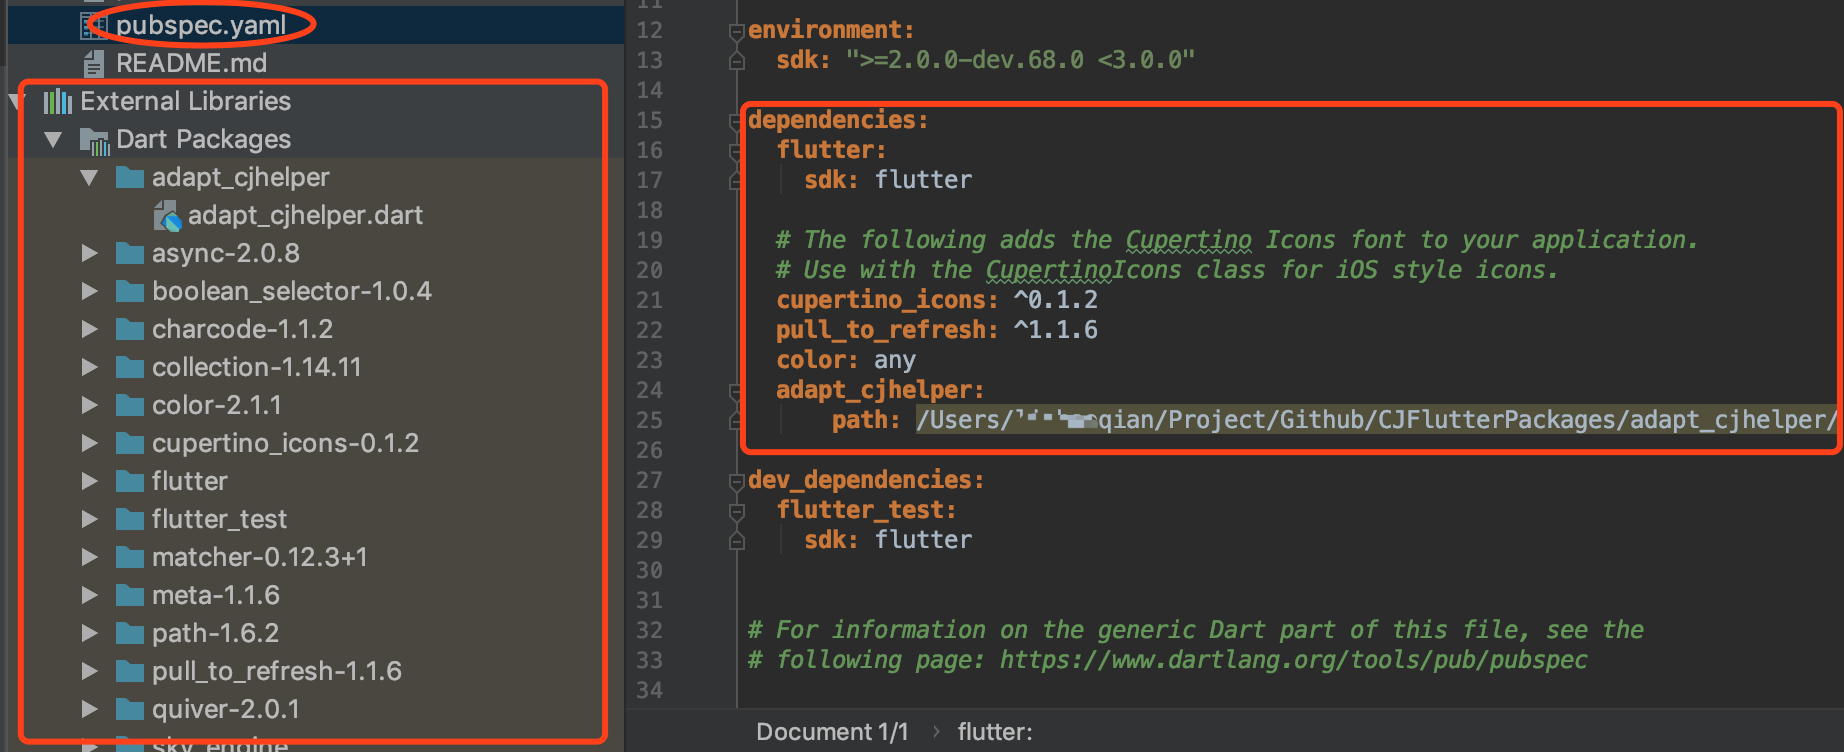 pubspec.yaml
README.md
External Libraries
Dart Packages
adapt_cjhelper
adapt_cjhelper.dart
async-2.0.8
boolean_selector-1.0.4
charcode-1.1.2
collection-1.14.11
color-2.1.1
cupertino_icons-0.1.2
flutter
flutter_test
matcher-0.12.3+1
meta-1.1.6
path-1.6.2
pull_to_refresh-1.1.6
quiver-2.0.1
sky_engine
11
12 environment:
13 sdk: ">=2.0.0-dev.68.0 <3.0.0"
14
15 dependencies:
16 flutter:
17 sdk: flutter
18
19 # The following adds the Cupertino Icons font to your application.
20 # Use with the CupertinoIcons class for iOS style icons.
21 cupertino_icons: ^0.1.2
22 pull_to_refresh: ^1.1.6
23 color: any
24 adapt_cjhelper:
25 path: /Users/ qian/Project/Github/CJFlutterPackages/adapt_cjhelper/
26
27 dev_dependencies:
28 flutter_test:
29 sdk: flutter
30
31
32 # For information on the generic Dart part of this file, see the
33 # following page: https://www.dartlang.org/tools/pub/pubspec
34
Document 1/1 › flutter: